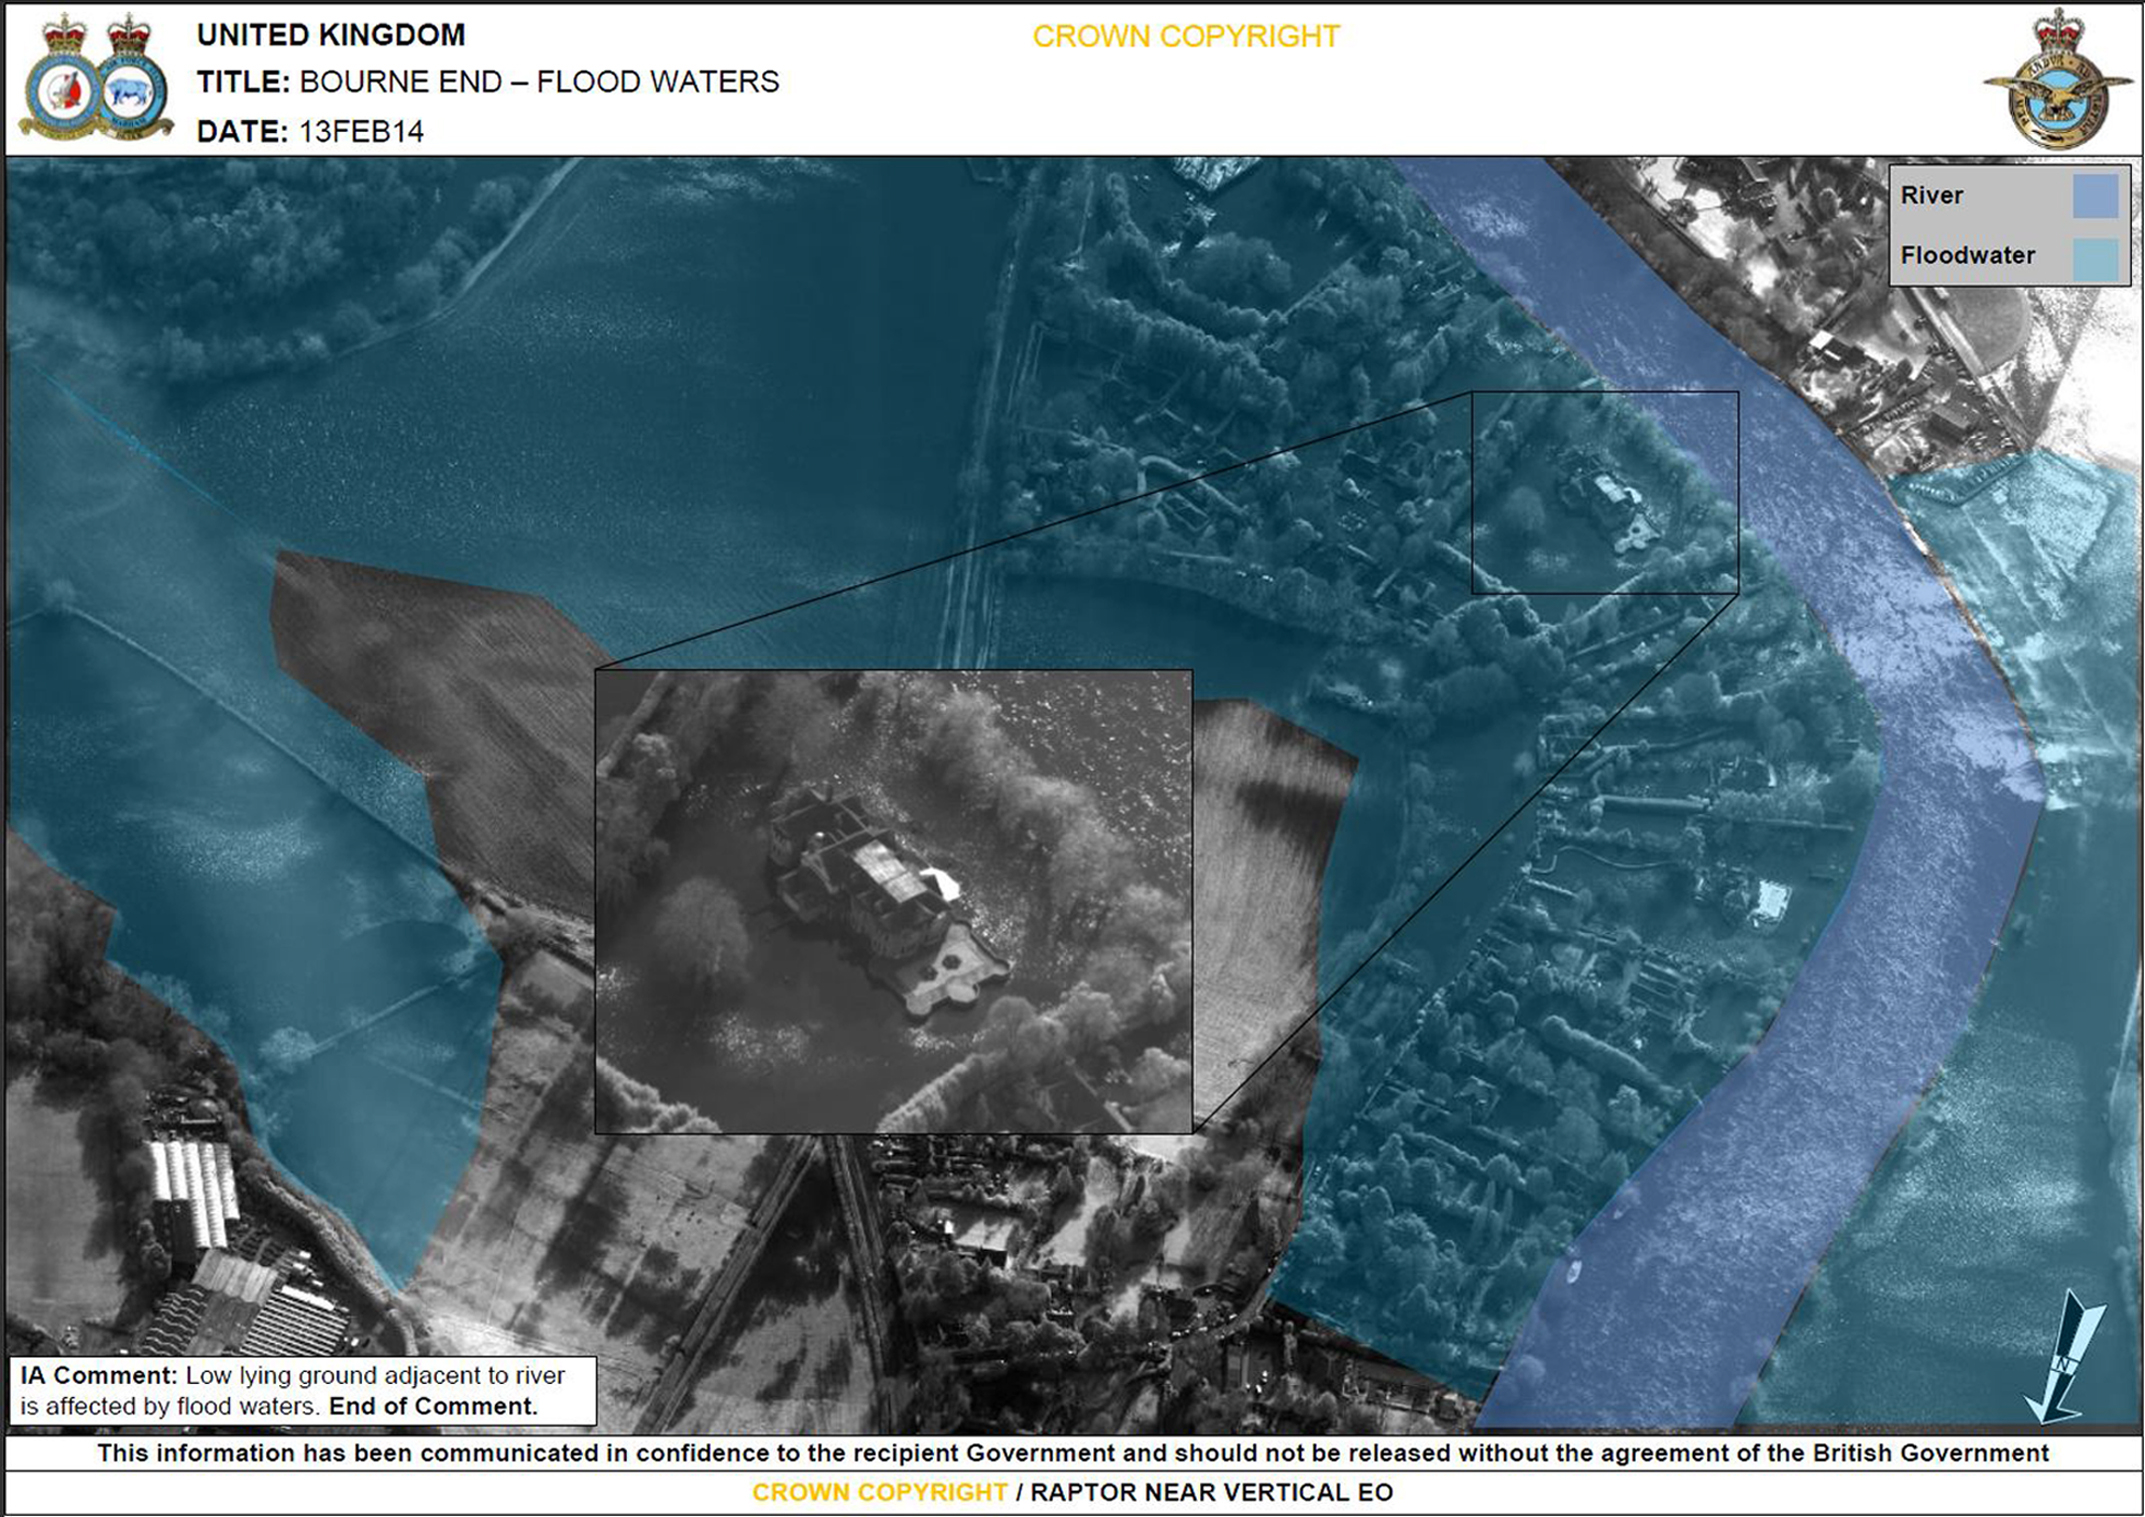 UNITED KINGDOM
CROWN COPYRIGHT
TITLE: BOURNE END – FLOOD WATERS
DATE: 13FEB14
River
Floodwater
N
IA Comment: Low lying ground adjacent to river
is affected by flood waters. End of Comment.
This information has been communicated in confidence to the recipient Government and should not be released without the agreement of the British Government
CROWN COPYRIGHT / RAPTOR NEAR VERTICAL EO